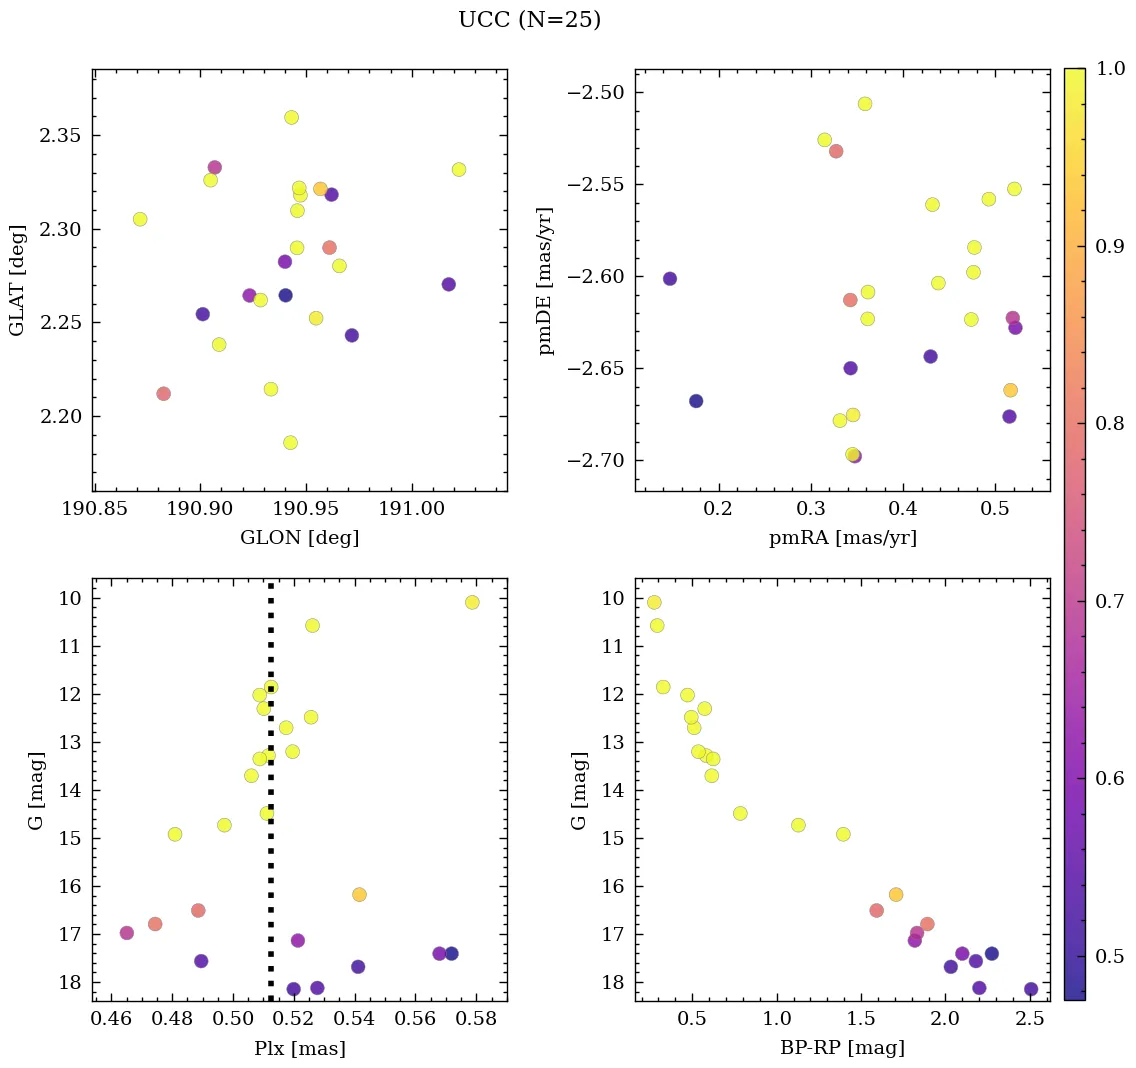 UCC (N=25)
2.35
2.30
2.25
2.20
GLAT [deg]
190.85 190.90 190.95 191.00
GLON [deg]
−2.50
−2.55
−2.60
−2.65
−2.70
pmDE [mas/yr]
0.2 0.3 0.4 0.5
pmRA [mas/yr]
1.0
0.9
0.8
0.7
0.6
0.5
10
11
12
13
14
15
16
17
18
G [mag]
0.46 0.48 0.50 0.52 0.54 0.56 0.58
Plx [mas]
10
11
12
13
14
15
16
17
18
G [mag]
0.5 1.0 1.5 2.0 2.5
BP-RP [mag]